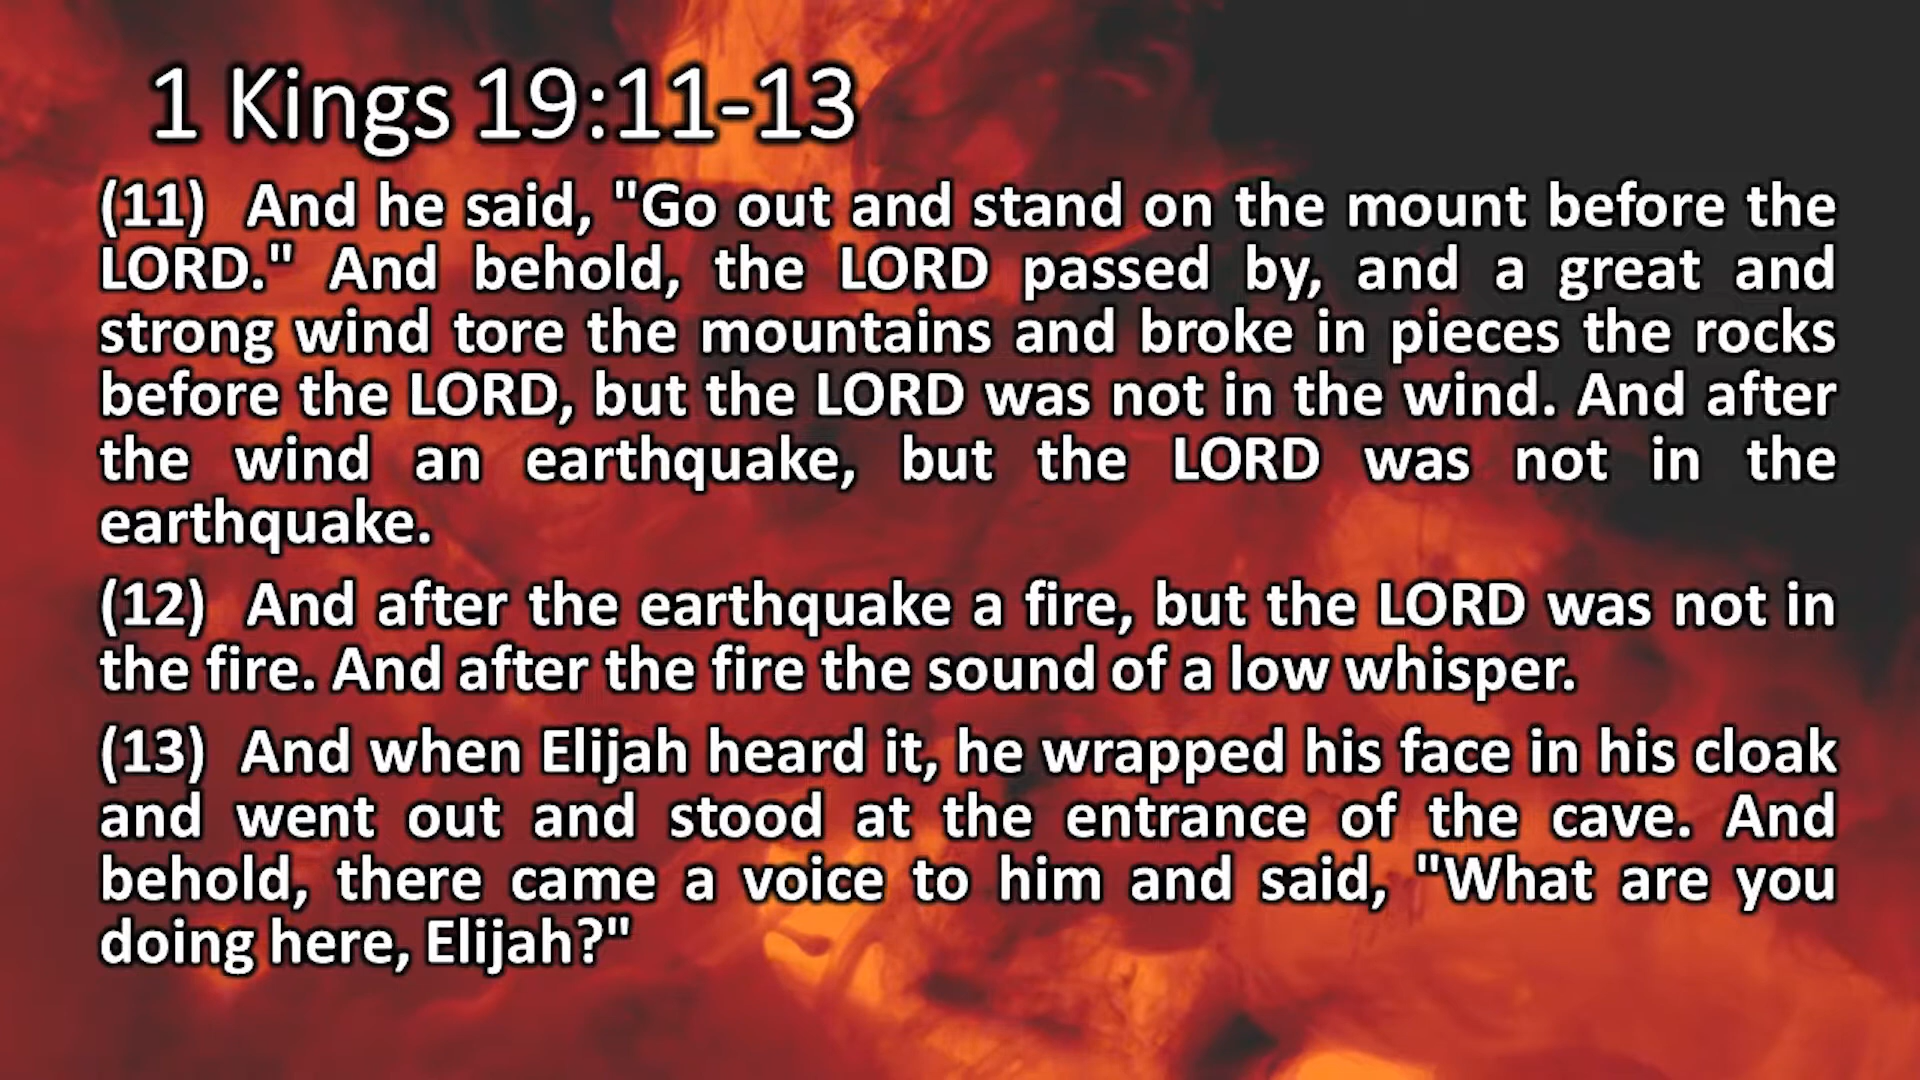 1 Kings 19:11-13
(11) And he said, "Go out and stand on the mount before the
LORD." And behold, the LORD passed by, and a great and
strong wind tore the mountains and broke in pieces the rocks
before the LORD, but the LORD was not in the wind. And after
the wind an earthquake, but the LORD was not in the
earthquake.
(12) And after the earthquake a fire, but the LORD was not in
the fire. And after the fire the sound of a low whisper.
(13) And when Elijah heard it, he wrapped his face in his cloak
and went out and stood at the entrance of the cave. And
behold, there came a voice to him and said, "What are you
doing here, Elijah?"